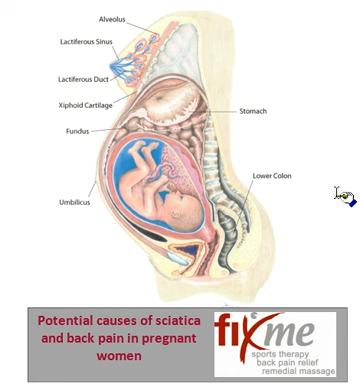 Alveolus
Lactiferous Sinus
Lactiferous Duct
Xiphoid Cartilage
Stomach
Fundus
Lower Colon
Umbilicus
Potential causes of sciatica
and back pain in pregnant
women
fixme
sports therapy
back pain relief
remedial massage